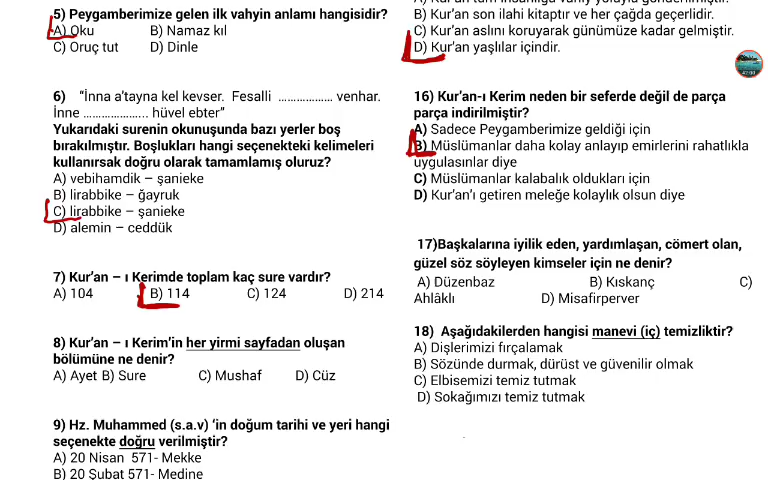 5) Peygamberimize gelen ilk vahyin anlamı hangisidir?
A) Oku B) Namaz kıl
C) Oruç tut D) Dinle
6) “İnna a’tayna kel kevser. Fesalli ……………… venhar.
İnne ……………….. hüvel ebter”
Yukarıdaki surenin okunuşunda bazı yerler boş
bırakılmıştır. Boşlukları hangi seçenekteki kelimeleri
kullanırsak doğru olarak tamamlamış oluruz?
A) vebihamdik – şanieke
B) lirabbike – ğayruk
C) lirabbike – şanieke
D) alemin – ceddük
7) Kur’an – ı Kerimde toplam kaç sure vardır?
A) 104 B) 114 C) 124 D) 214
8) Kur’an – ı Kerim’in her yirmi sayfadan oluşan
bölümüne ne denir?
A) Ayet B) Sure C) Mushaf D) Cüz
9) Hz. Muhammed (s.a.v) ‘in doğum tarihi ve yeri hangi
seçenekte doğru verilmiştir?
A) 20 Nisan 571- Mekke
B) 20 Şubat 571- Medine
B) Kur’an son ilahi kitaptır ve her çağda geçerlidir.
C) Kur’an aslını koruyarak günümüze kadar gelmiştir.
D) Kur’an yaşlılar içindir.
16) Kur’an-ı Kerim neden bir seferde değil de parça
parça indirilmiştir?
A) Sadece Peygamberimize geldiği için
B) Müslümanlar daha kolay anlayıp emirlerini rahatlıkla
uygulasınlar diye
C) Müslümanlar kalabalık oldukları için
D) Kur’an’ı getiren meleğe kolaylık olsun diye
17)Başkalarına iyilik eden, yardımlaşan, cömert olan,
güzel söz söyleyen kimseler için ne denir?
A) Düzenbaz B) Kıskanç C)
Ahlâklı D) Misafirperver
18) Aşağıdakilerden hangisi manevi (iç) temizliktir?
A) Dişlerimizi fırçalamak
B) Sözünde durmak, dürüst ve güvenilir olmak
C) Elbisemizi temiz tutmak
D) Sokağımızı temiz tutmak